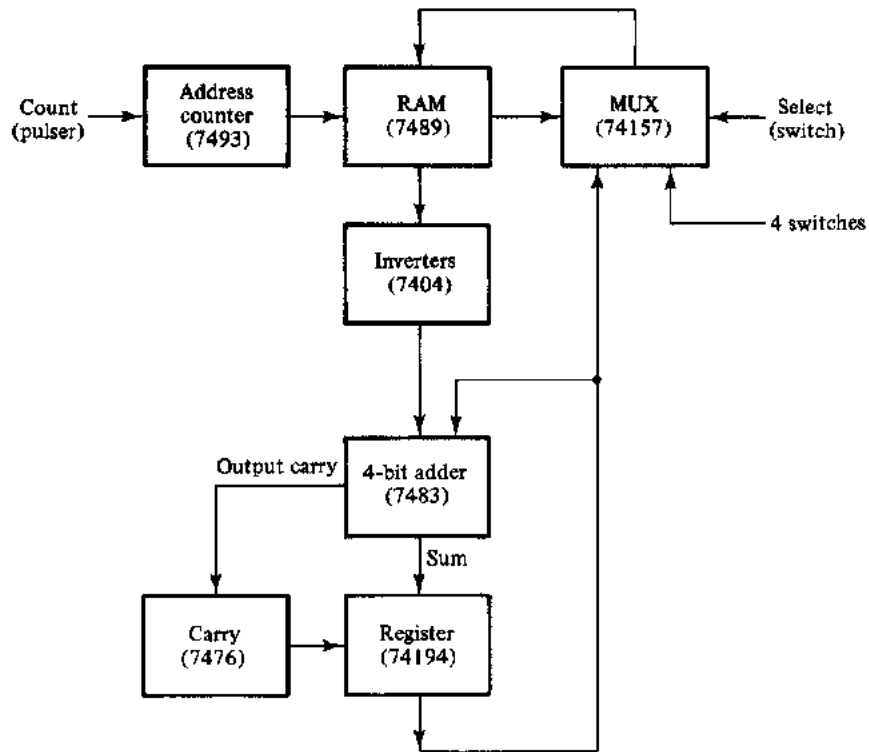 Count
(pulser)
Address
counter
(7493)
RAM
(7489)
MUX
(74157)
Select
(switch)
4 switches
Inverters
(7404)
Output carry
4-bit adder
(7483)
Sum
Carry
(7476)
Register
(74194)